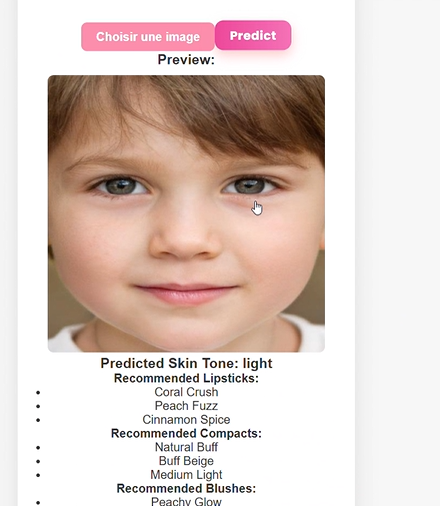 Choisir une image Predict
Preview:
Predicted Skin Tone: light
Recommended Lipsticks:
Coral Crush
Peach Fuzz
Cinnamon Spice
Recommended Compacts:
Natural Buff
Buff Beige
Medium Light
Recommended Blushes:
Peachy Glow